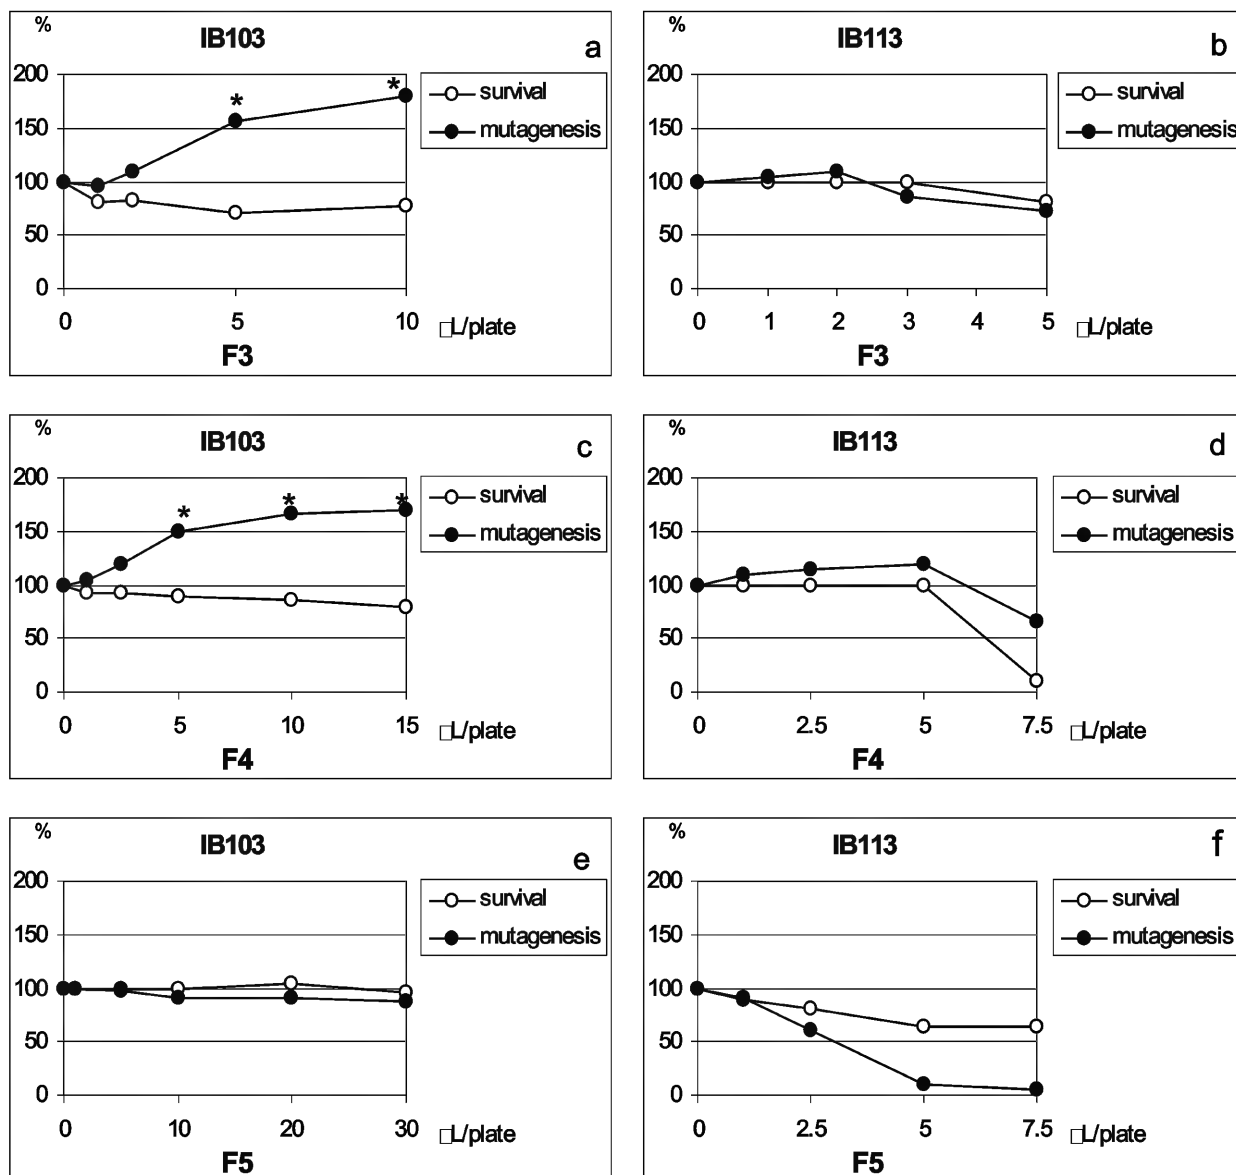 %
IB103
a
200
150
100
50
0
* *
survival
mutagenesis
0 5 10 □L/plate
F3
%
IB113
b
200
150
100
50
0
survival
mutagenesis
0 1 2 3 4 5 □L/plate
F3
%
IB103
c
200
150
100
50
0
* * *
survival
mutagenesis
0 5 10 15 □L/plate
F4
%
IB113
d
200
150
100
50
0
survival
mutagenesis
0 2.5 5 7.5 □L/plate
F4
%
IB103
e
200
150
100
50
0
survival
mutagenesis
0 10 20 30 □L/plate
F5
%
IB113
f
200
150
100
50
0
survival
mutagenesis
0 2.5 5 7.5 □L/plate
F5